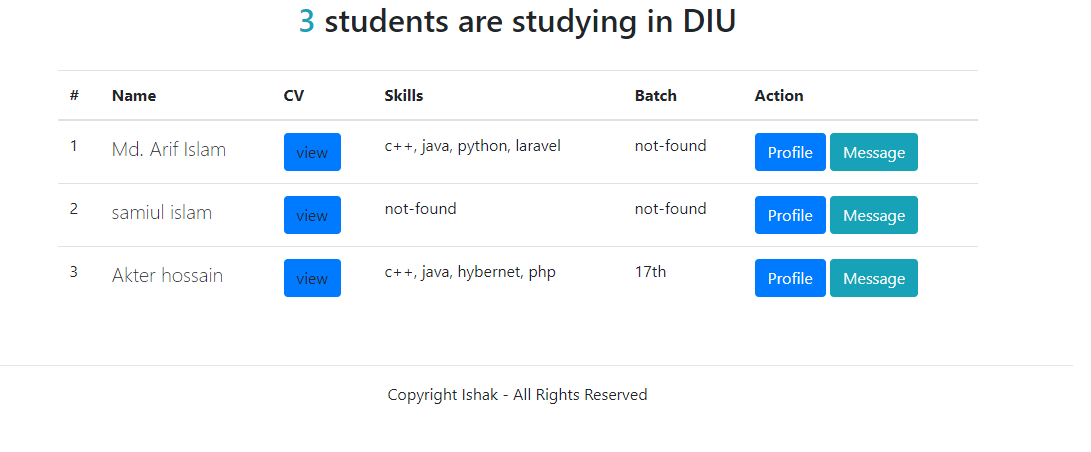 3 students are studying in DIU
# Name CV Skills Batch Action
1 Md. Arif Islam view c++, java, python, laravel not-found Profile Message
2 samiul islam view not-found not-found Profile Message
3 Akter hossain view c++, java, hybernet, php 17th Profile Message
Copyright Ishak - All Rights Reserved